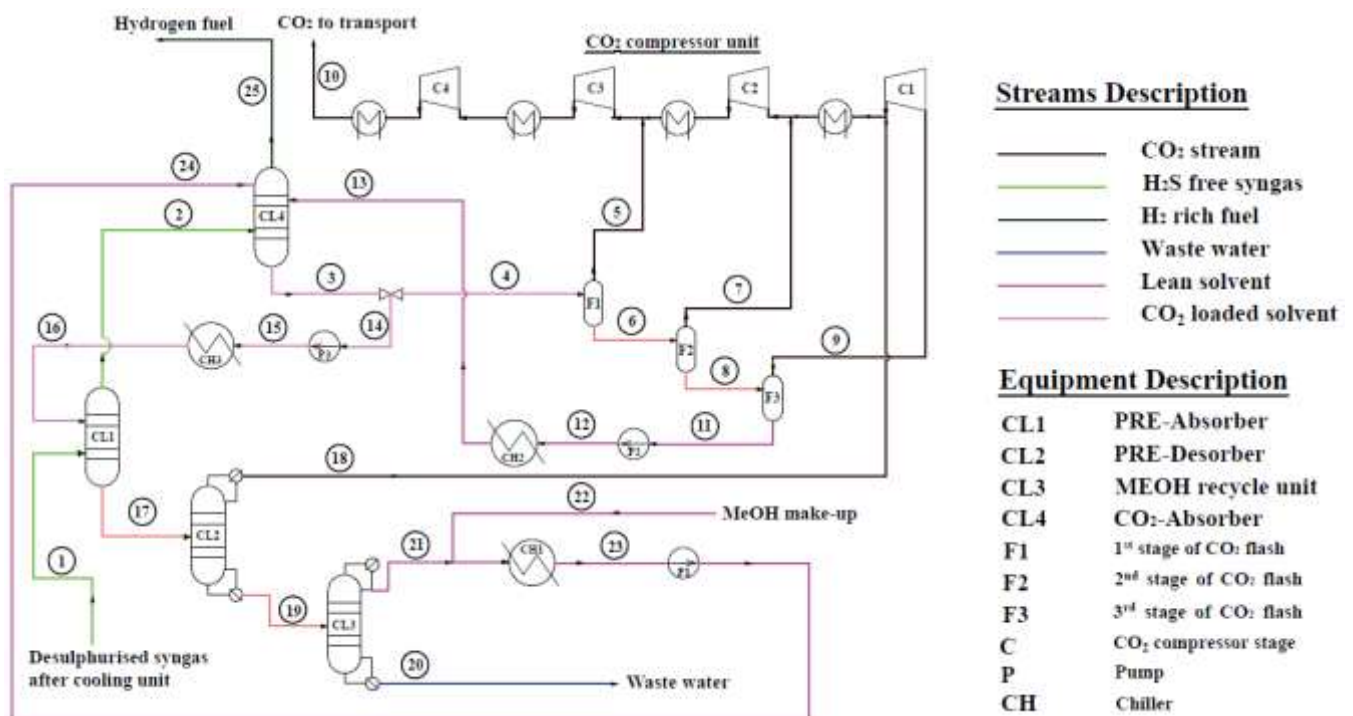 Hydrogen fuel
CO₂ to transport
CO₂ compressor unit
10
C4
C3
C2
C1
25
24
13
2
CL4
5
3
4
7
F1
16
15
14
6
9
CH3
P3
F2
8
F3
CL1
12
11
CH2
P2
18
17
22
MeOH make-up
CL2
21
CH1
23
P1
1
19
CL3
20
Desulphurised syngas
after cooling unit
Waste water
Streams Description
CO₂ stream
H₂S free syngas
H₂ rich fuel
Waste water
Lean solvent
CO₂ loaded solvent
Equipment Description
CL1 PRE-Absorber
CL2 PRE-Desorber
CL3 MEOH recycle unit
CL4 CO₂-Absorber
F1 1ˢᵗ stage of CO₂ flash
F2 2ⁿᵈ stage of CO₂ flash
F3 3ʳᵈ stage of CO₂ flash
C CO₂ compressor stage
P Pump
CH Chiller